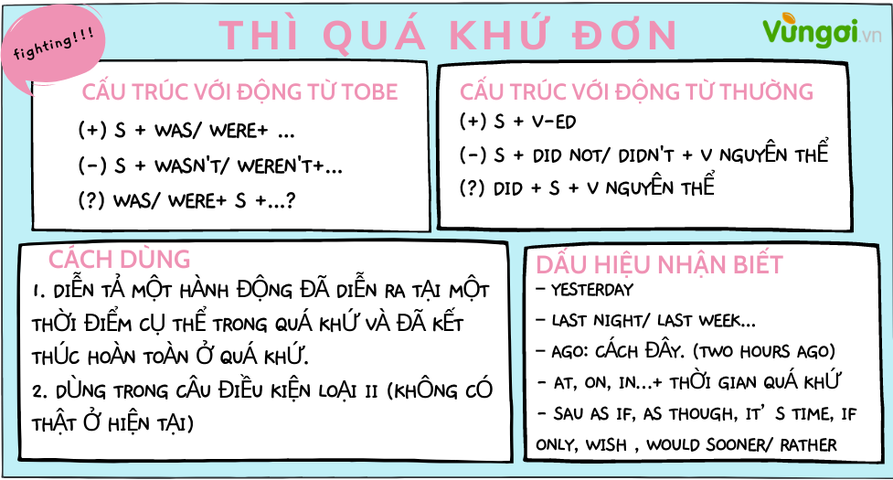 fighting!!!
THÌ QUÁ KHỨ ĐƠN
Vùngơi.vn
CẤU TRÚC VỚI ĐỘNG TỪ TOBE
(+) S + WAS/ WERE+ ...
(-) S + WASN'T/ WEREN'T+...
(?) WAS/ WERE+ S +...?
CẤU TRÚC VỚI ĐỘNG TỪ THƯỜNG
(+) S + V-ED
(-) S + DID NOT/ DIDN'T + V NGUYÊN THỂ
(?) DID + S + V NGUYÊN THỂ
CÁCH DÙNG
1. DIỄN TẢ MỘT HÀNH ĐỘNG ĐÃ DIỄN RA TẠI MỘT
THỜI ĐIỂM CỤ THỂ TRONG QUÁ KHỨ VÀ ĐÃ KẾT
THÚC HOÀN TOÀN Ở QUÁ KHỨ.
2. DÙNG TRONG CÂU ĐIỀU KIỆN LOẠI II (KHÔNG CÓ
THẬT Ở HIỆN TẠI)
DẤU HIỆU NHẬN BIẾT
- YESTERDAY
- LAST NIGHT/ LAST WEEK...
- AGO: CÁCH ĐÂY. (TWO HOURS AGO)
- AT, ON, IN...+ THỜI GIAN QUÁ KHỨ
- SAU AS IF, AS THOUGH, IT’S TIME, IF
ONLY, WISH , WOULD SOONER/ RATHER